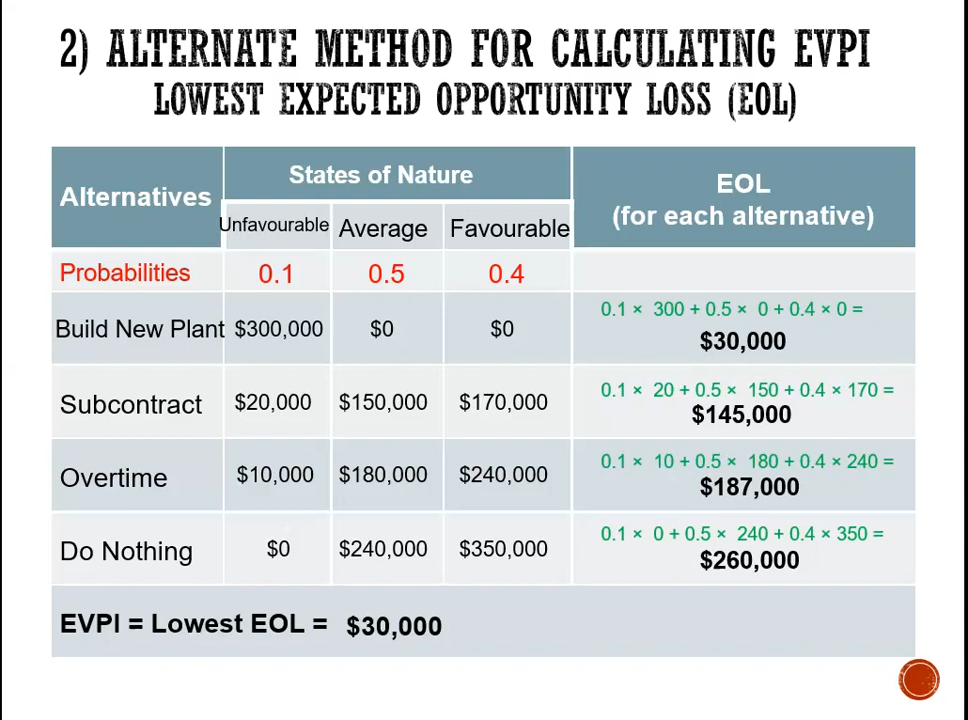 2) ALTERNATE METHOD FOR CALCULATING EVPI
LOWEST EXPECTED OPPORTUNITY LOSS (EOL)
Alternatives
States of Nature
EOL
(for each alternative)
Unfavourable Average Favourable
Probabilities 0.1 0.5 0.4
Build New Plant $300,000 $0 $0
0.1 × 300 + 0.5 × 0 + 0.4 × 0 =
$30,000
Subcontract $20,000 $150,000 $170,000
0.1 × 20 + 0.5 × 150 + 0.4 × 170 =
$145,000
Overtime $10,000 $180,000 $240,000
0.1 × 10 + 0.5 × 180 + 0.4 × 240 =
$187,000
Do Nothing $0 $240,000 $350,000
0.1 × 0 + 0.5 × 240 + 0.4 × 350 =
$260,000
EVPI = Lowest EOL = $30,000